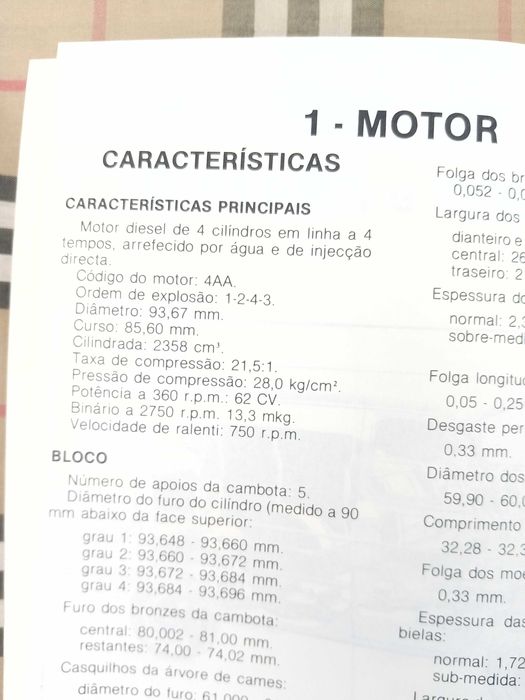 1 - MOTOR
CARACTERÍSTICAS
CARACTERÍSTICAS PRINCIPAIS
Motor diesel de 4 cilíndros em linha a 4
tempos, arrefecido por água e de injecção
directa.
Código do motor: 4AA.
Ordem de explosão: 1-2-4-3.
Diâmetro: 93,67 mm.
Curso: 85,60 mm.
Cilindrada: 2358 cm³.
Taxa de compressão: 21,5:1.
Pressão de compressão: 28,0 kg/cm².
Potência a 360 r.p.m.: 62 CV.
Binário a 2750 r.p.m. 13,3 mkg.
Velocidade de ralenti: 750 r.p.m.
BLOCO
Número de apoios da cambota: 5.
Diâmetro do furo do cilíndro (medido a 90
mm abaixo da face superior:
grau 1: 93,648 - 93,660 mm.
grau 2: 93,660 - 93,672 mm.
grau 3: 93,672 - 93,684 mm.
grau 4: 93,684 - 93,696 mm.
Furo dos bronzes da cambota:
central: 80,002 - 81,00 mm.
restantes: 74,00 - 74,02 mm.
Casquilhos da árvore de cames:
diâmetro do furo: 61,000
Folga dos br
0,052 - 0,0
Largura dos
dianteiro e
central: 26
traseiro: 2
Espessura do
normal: 2,3
sobre-medi
Folga longitu
0,05 - 0,25
Desgaste per
0,33 mm.
Diâmetro dos
59,90 - 60,0
Comprimento
32,28 - 32,3
Folga dos mo
0,33 mm.
Espessura das
bielas:
normal: 1,72
sub-medida:
Largura do